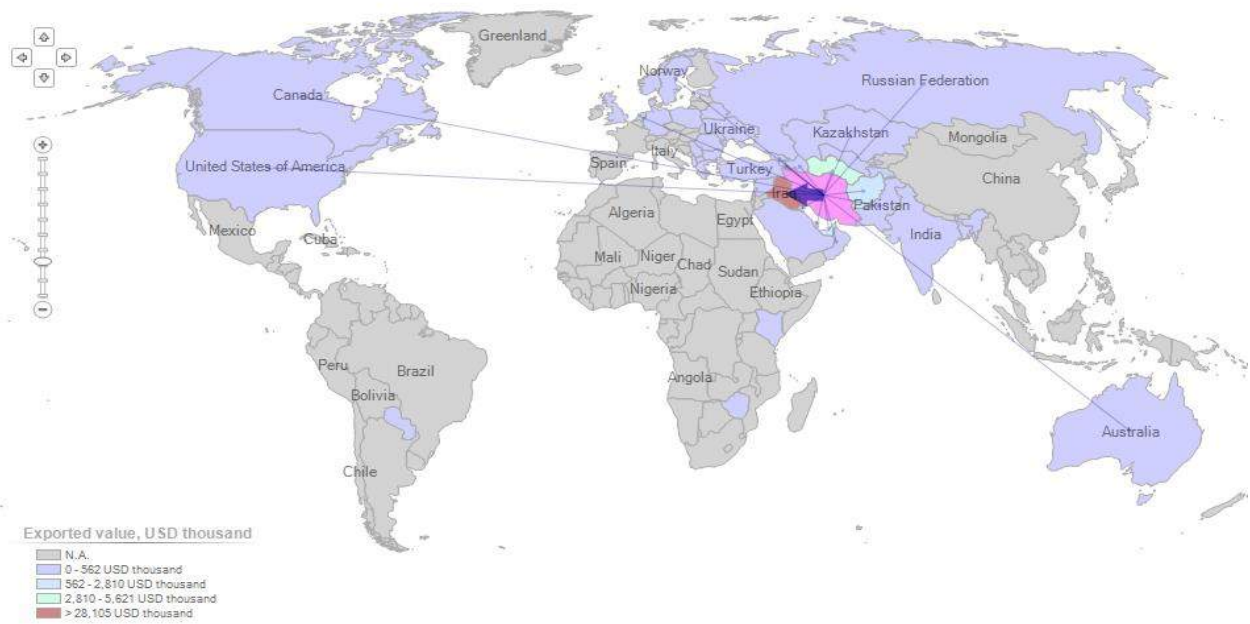 Greenland
Norway
Russian Federation
Canada
Ukraine
Kazakhstan
Mongolia
Italy
Spain
United States of America
Turkey
China
Iraq
Pakistan
Algeria
Egypt
Mexico
Cuba
India
Mali
Niger
Chad
Sudan
Nigeria
Ethiopia
Peru
Brazil
Angola
Bolivia
Australia
Chile
Exported value, USD thousand
N.A.
0 - 562 USD thousand
562 - 2,810 USD thousand
2,810 - 5,621 USD thousand
> 28,105 USD thousand